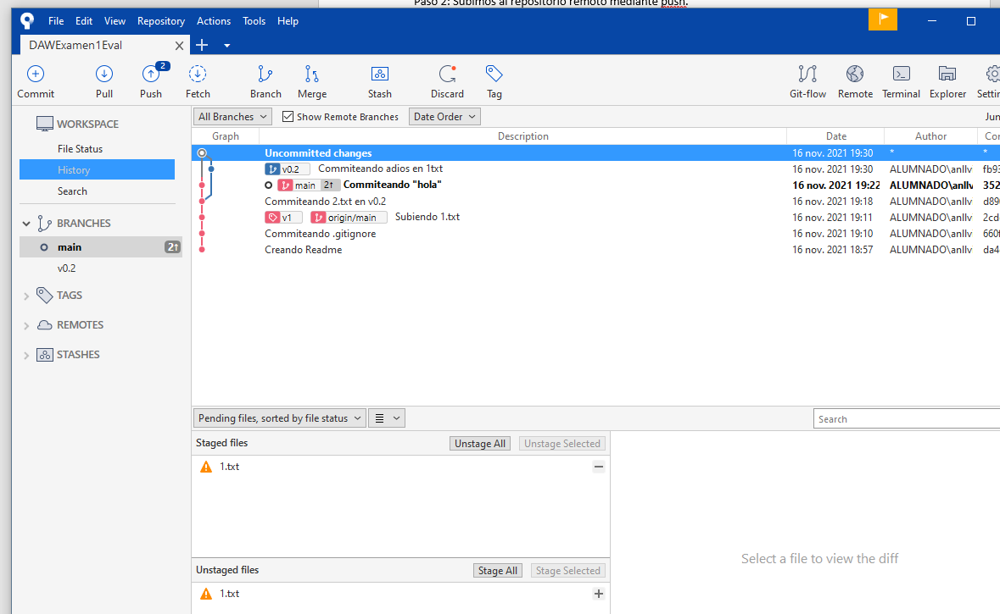 Paso 2: Subimos al repositorio remoto mediante push.
File Edit View Repository Actions Tools Help
DAWExamen1Eval
2
Commit Pull Push Fetch Branch Merge Stash Discard Tag Git-flow Remote Terminal Explorer
WORKSPACE
File Status
History
Search
BRANCHES
main 2↑
v0.2
TAGS
REMOTES
STASHES
All Branches Show Remote Branches Date Order
Graph Description Date Author
Uncommitted changes 16 nov. 2021 19:30 * *
v0.2 Commiteando adios en 1txt 16 nov. 2021 19:30 ALUMNADO\anllv fb93
main 2↑ Commiteando "hola" 16 nov. 2021 19:22 ALUMNADO\anllv 352
Commiteando 2.txt en v0.2 16 nov. 2021 19:18 ALUMNADO\anllv
v1 origin/main Subiendo 1.txt 16 nov. 2021 19:11 ALUMNADO\anllv 2cd
Commiteando .gitignore 16 nov. 2021 19:10 ALUMNADO\anllv 660f
Creando Readme 16 nov. 2021 18:57 ALUMNADO\anllv da4
Pending files, sorted by file status Search
Staged files Unstage All Unstage Selected
1.txt
Select a file to view the diff
Unstaged files Stage All Stage Selected
1.txt